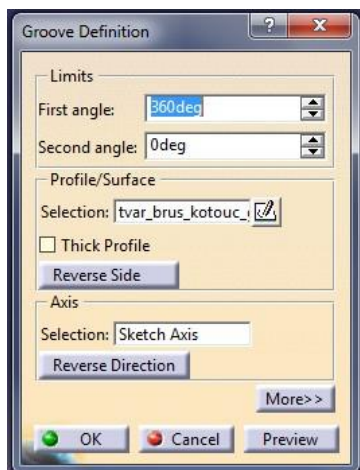 Groove Definition
Limits
First angle: 360deg
Second angle: 0deg
Profile/Surface
Selection: tvar_brus_kotouc_
Thick Profile
Reverse Side
Axis
Selection: Sketch Axis
Reverse Direction
More>>
OK Cancel Preview